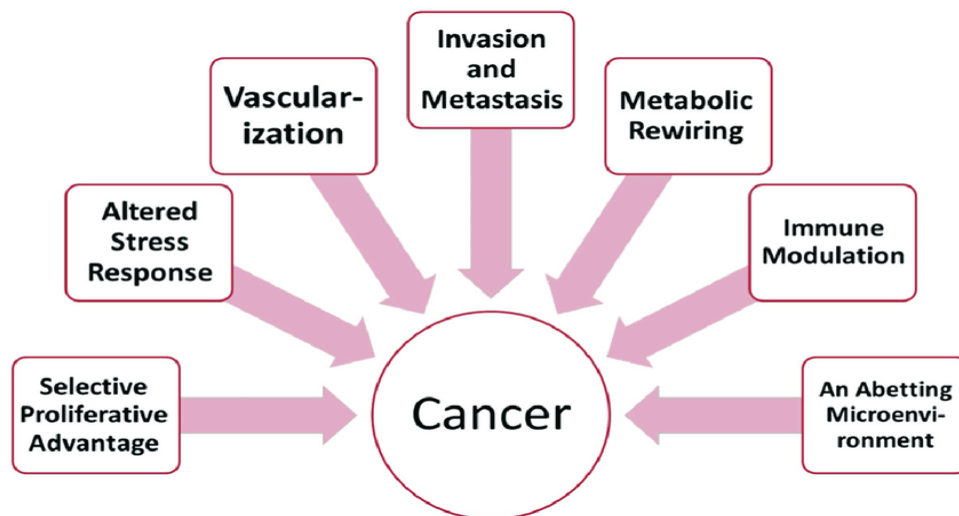 Invasion
and
Metastasis
Vascular-
ization
Metabolic
Rewiring
Altered
Stress
Response
Immune
Modulation
Selective
Proliferative
Advantage
Cancer
An Abetting
Microenvi-
ronment